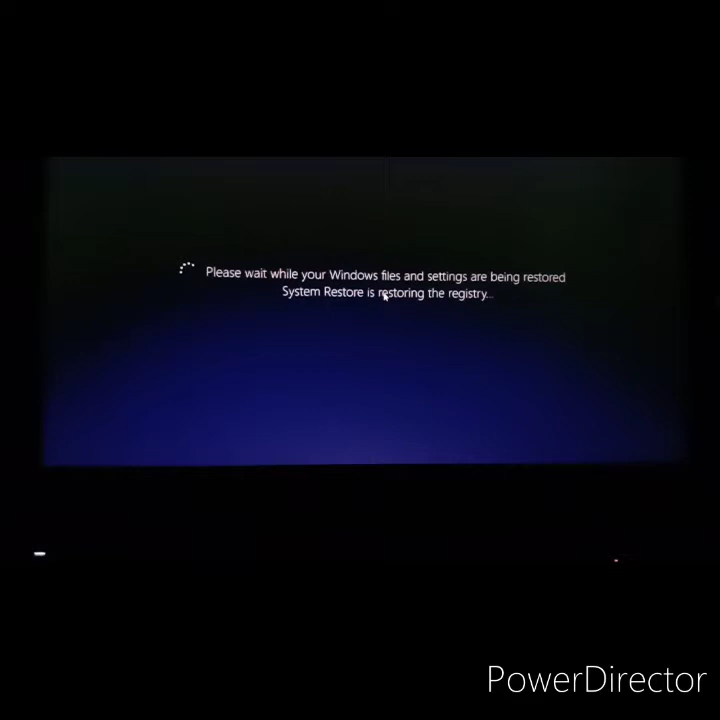 Please wait while your Windows files and settings are being restored
System Restore is restoring the registry...
PowerDirector